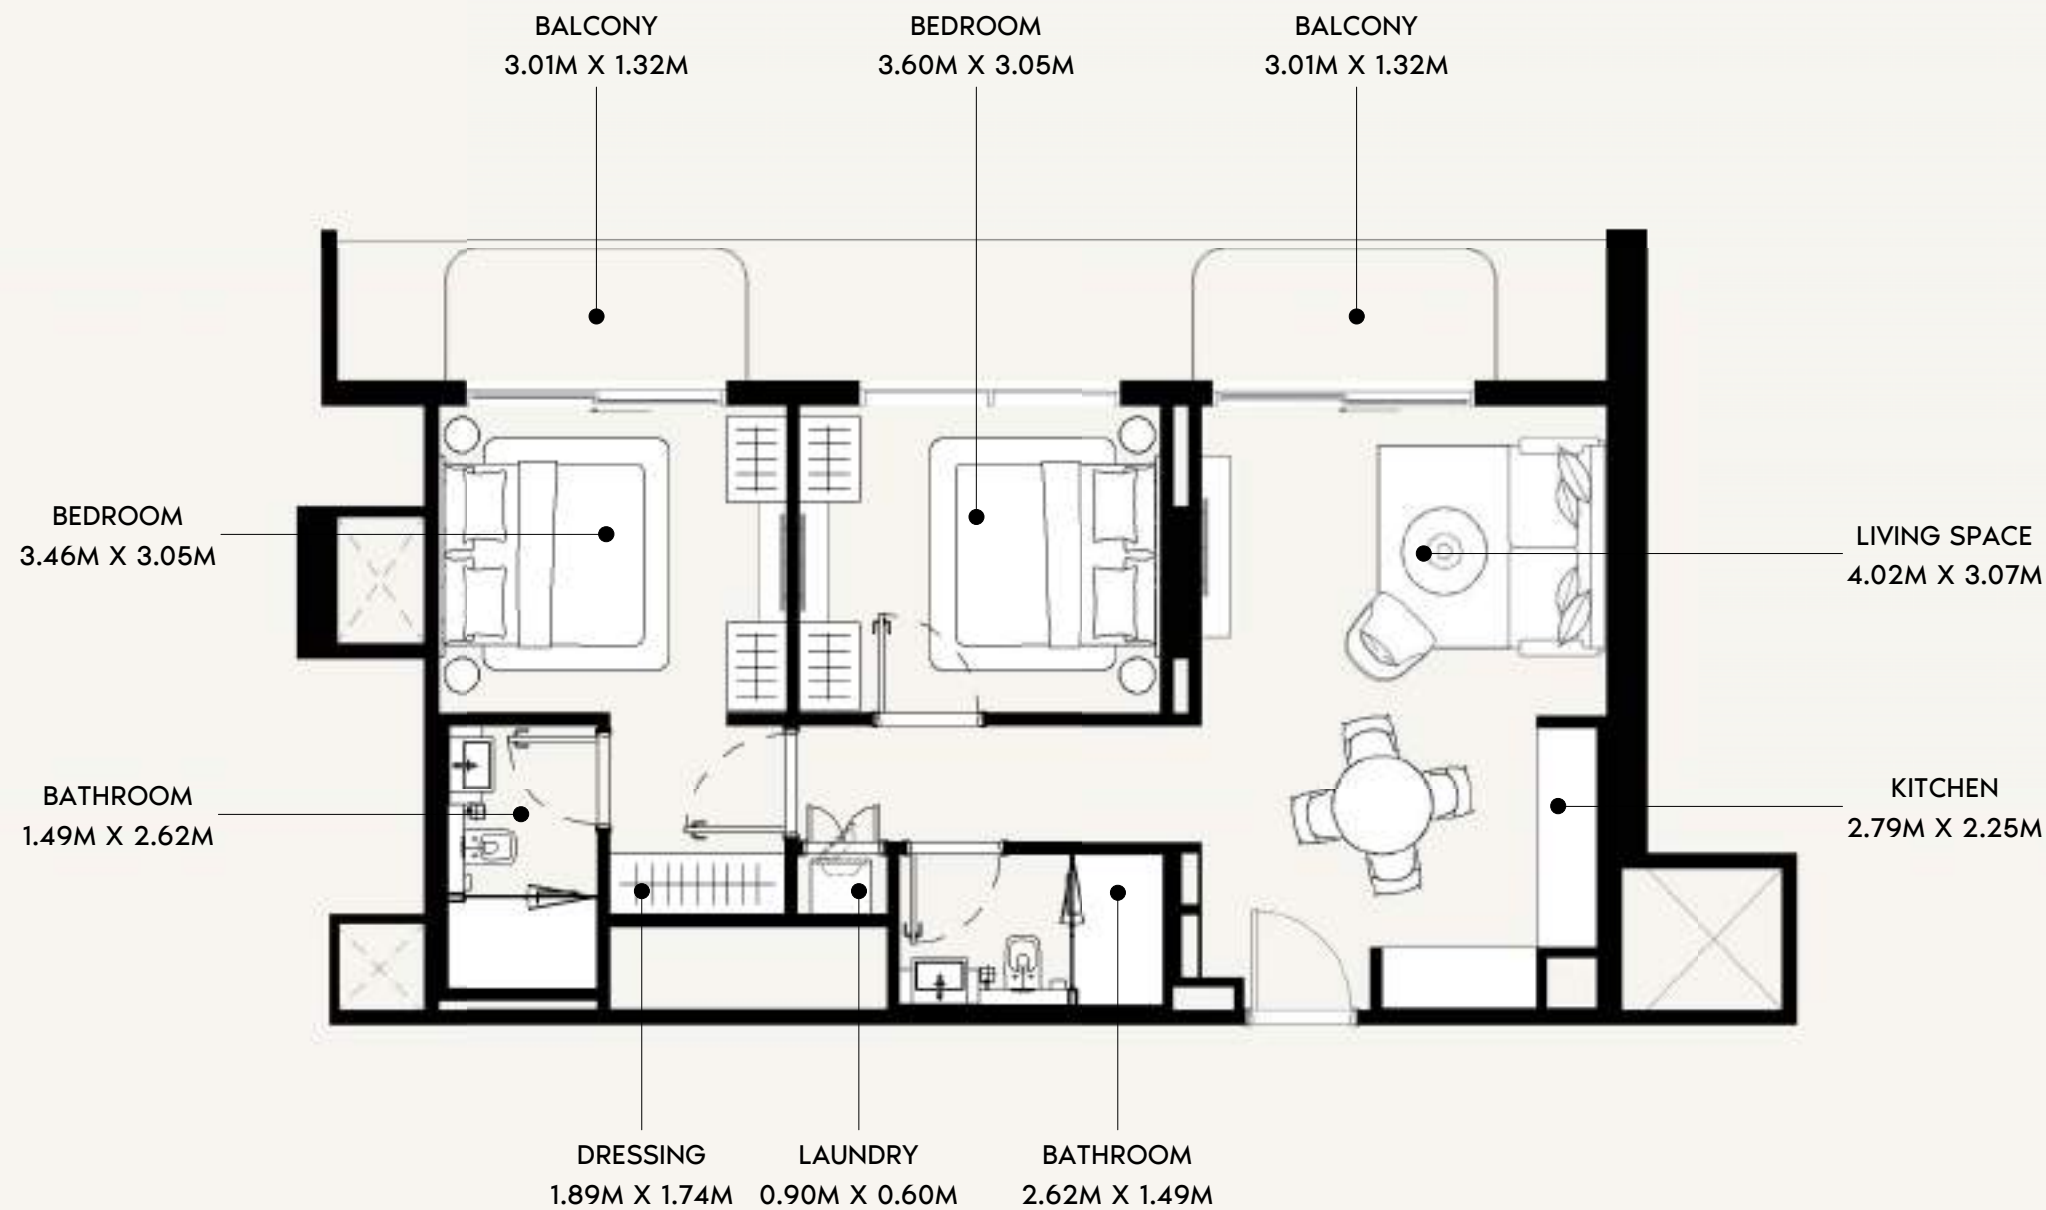 BALCONY
3.01M X 1.32M
BEDROOM
3.60M X 3.05M
BALCONY
3.01M X 1.32M
BEDROOM
3.46M X 3.05M
LIVING SPACE
4.02M X 3.07M
BATHROOM
1.49M X 2.62M
KITCHEN
2.79M X 2.25M
DRESSING
1.89M X 1.74M
LAUNDRY
0.90M X 0.60M
BATHROOM
2.62M X 1.49M